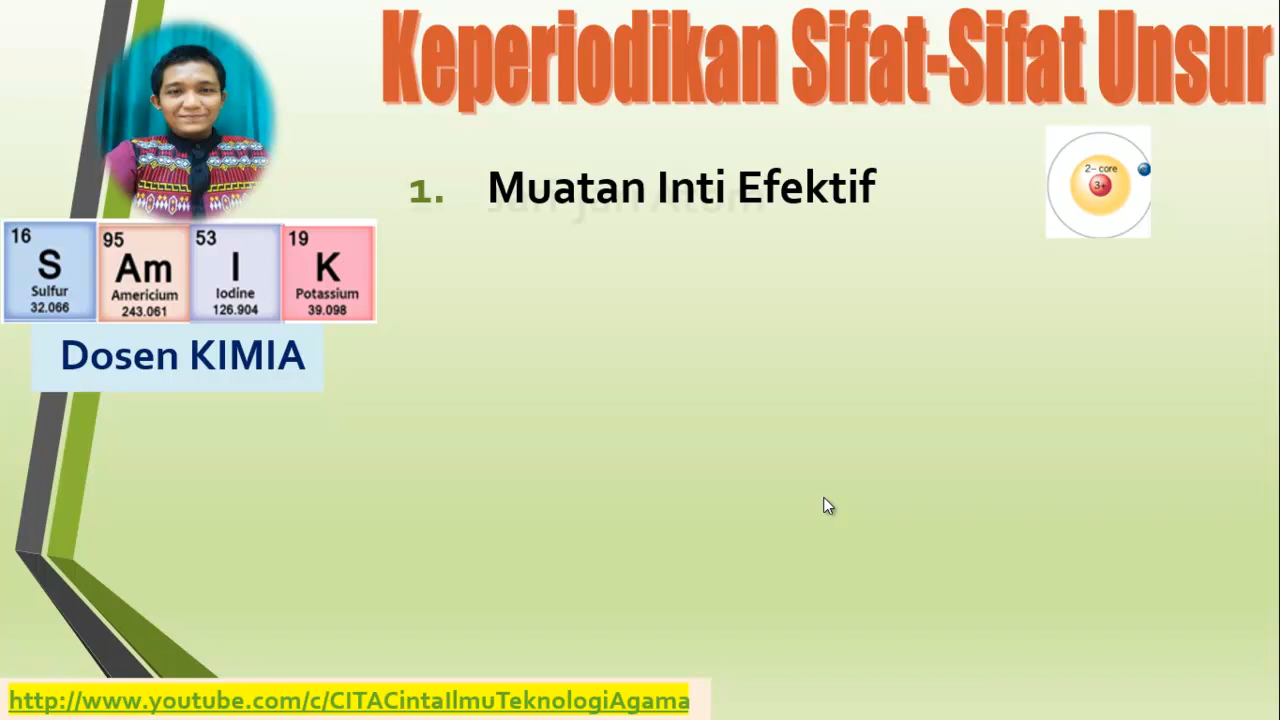 Keperiodikan Sifat-Sifat Unsur
1. Muatan Inti Efektif
2– core
3+
16 95 53 19
S Am I K
Sulfur Americium Iodine Potassium
32.066 243.061 126.904 39.098
Dosen KIMIA
http://www.youtube.com/c/CITACintaIlmuTeknologiAgama